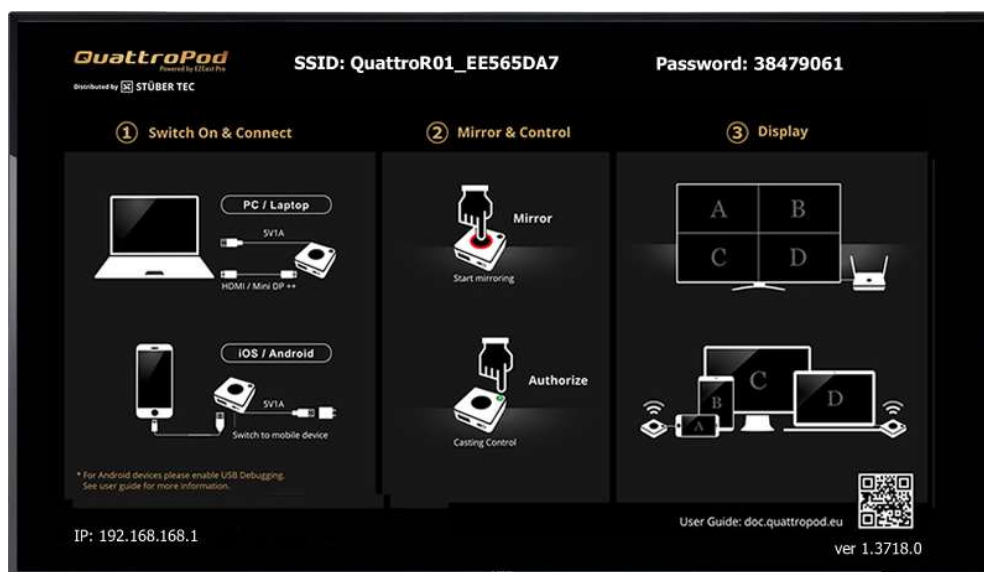 QuattroPod
Powered by EZCast Pro
Distributed by STÜBER TEC
SSID: QuattroR01_EE565DA7
Password: 38479061
1 Switch On & Connect
PC / Laptop
5V1A
HDMI / Mini DP ++
iOS / Android
5V1A
Switch to mobile device
* For Android devices please enable USB Debugging.
See user guide for more information.
2 Mirror & Control
Mirror
Start mirroring
Authorize
Casting Control
3 Display
A B
C D
A
B
C
D
IP: 192.168.168.1
User Guide: doc.quattropod.eu
ver 1.3718.0